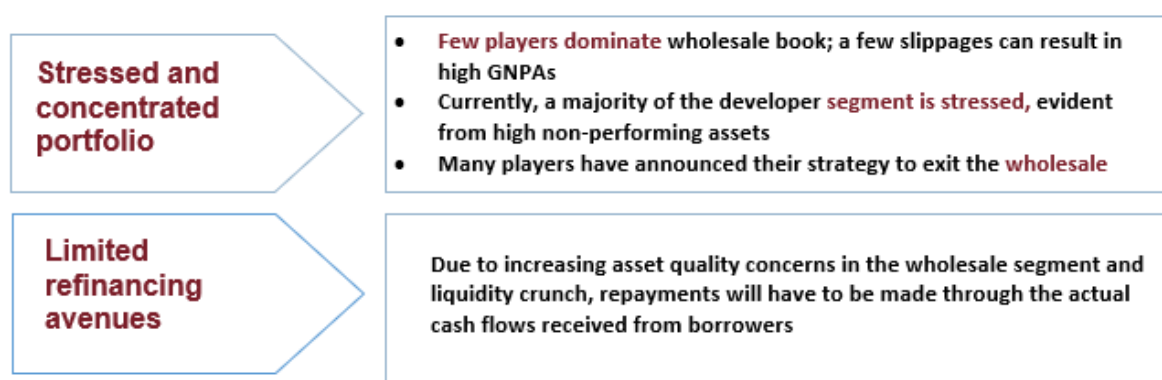 Stressed and
concentrated
portfolio
• Few players dominate wholesale book; a few slippages can result in
high GNPAs
• Currently, a majority of the developer segment is stressed, evident
from high non-performing assets
• Many players have announced their strategy to exit the wholesale
Limited
refinancing
avenues
Due to increasing asset quality concerns in the wholesale segment and
liquidity crunch, repayments will have to be made through the actual
cash flows received from borrowers